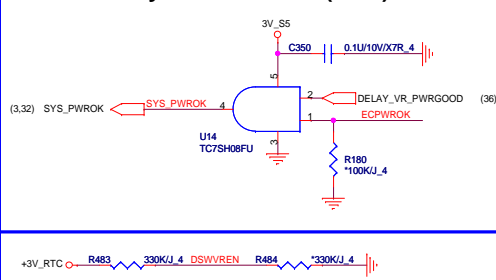 3V_S5
C350 0.1U/10V/X7R_4
5
(3,32) SYS_PWROK SYS_PWROK 4
2 DELAY_VR_PWRGOOD (36)
1 ECPWROK
U14
TC7SH08FU
3
R180
*100K/J_4
+3V_RTC R483 330K/J_4 DSWVREN R484 *330K/J_4